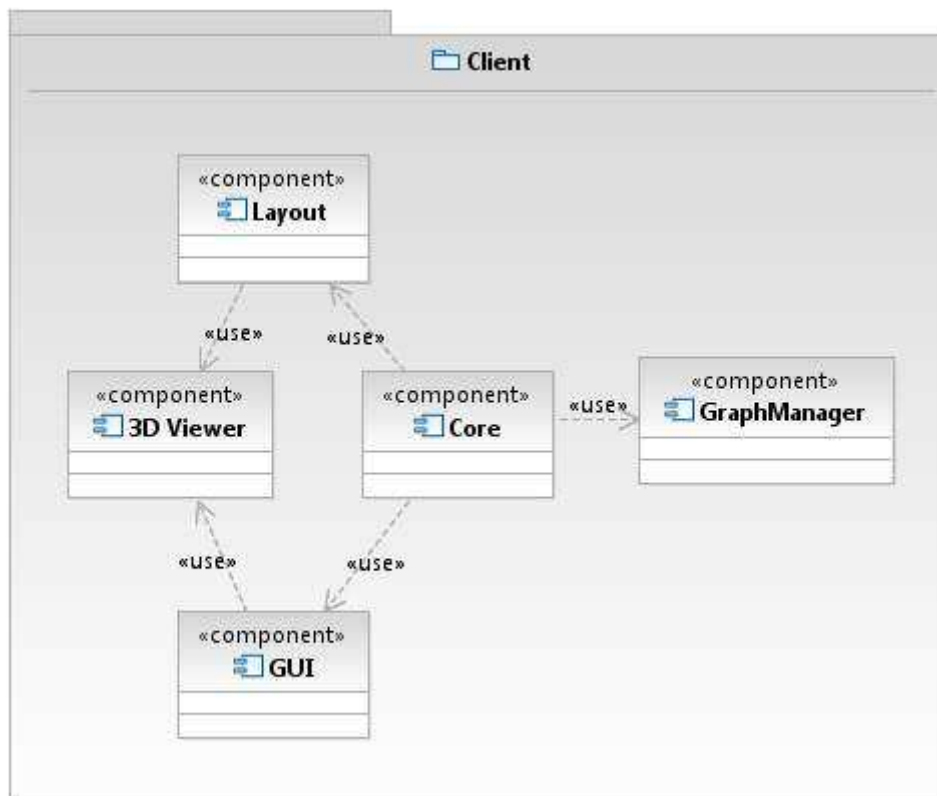 Client
«component»
Layout
«use»
«use»
«component»
3D Viewer
«component»
Core
«use»
«component»
GraphManager
«use»
«use»
«component»
GUI